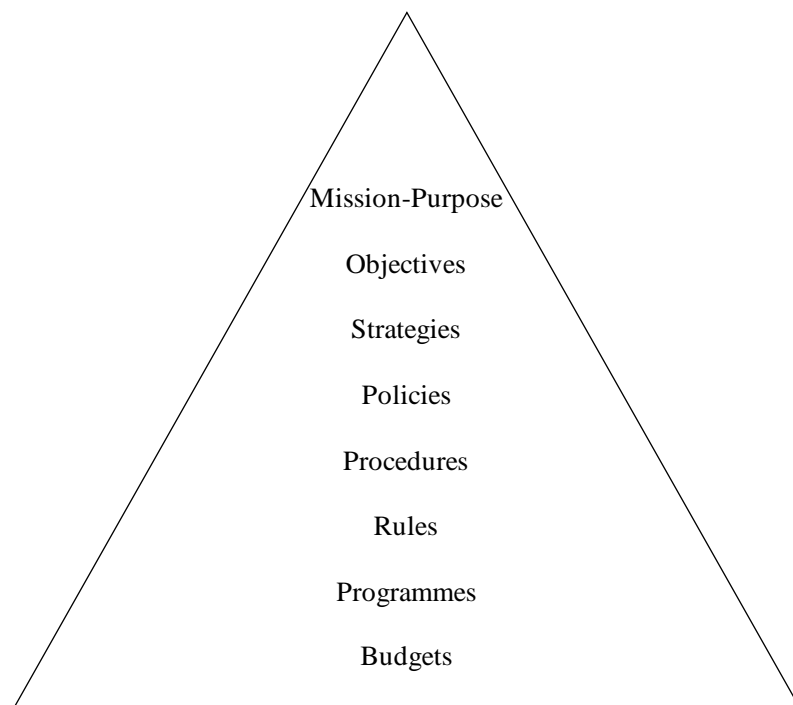 Mission-Purpose
Objectives
Strategies
Policies
Procedures
Rules
Programmes
Budgets